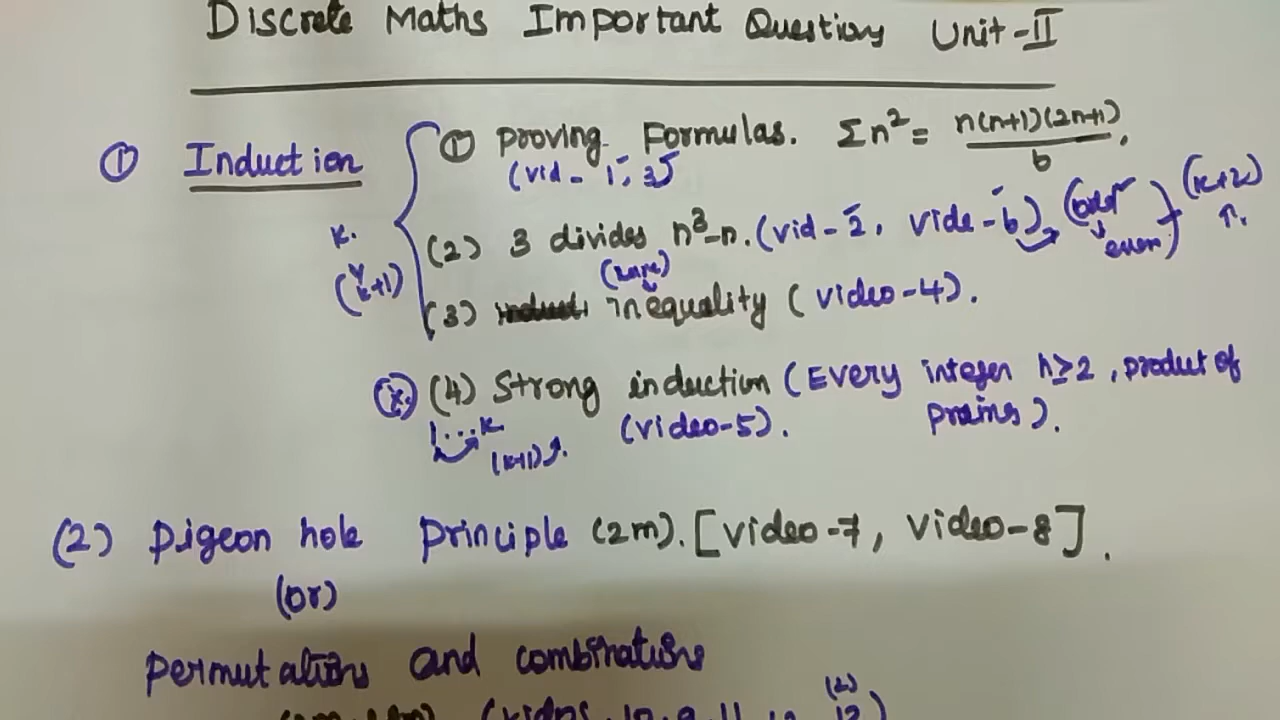 Discrete Maths Important Questions Unit-II
① Induction
K.
(k+1)
① Proving Formulas. Σn² = n(n+1)(2n+1)/6.
(vid - 1, 3)
(2) 3 divides n³-n. (vid-2, vide-6)
even
(k+2)
(3) inequality (video-4).
(4) Strong induction (Every integer n≥2, product of
primes).
1...k
(k+1)
(video-5).
(2) Pigeon hole Principle (2m). [video-7, video-8].
(or)
Permutations and combinations
(2)